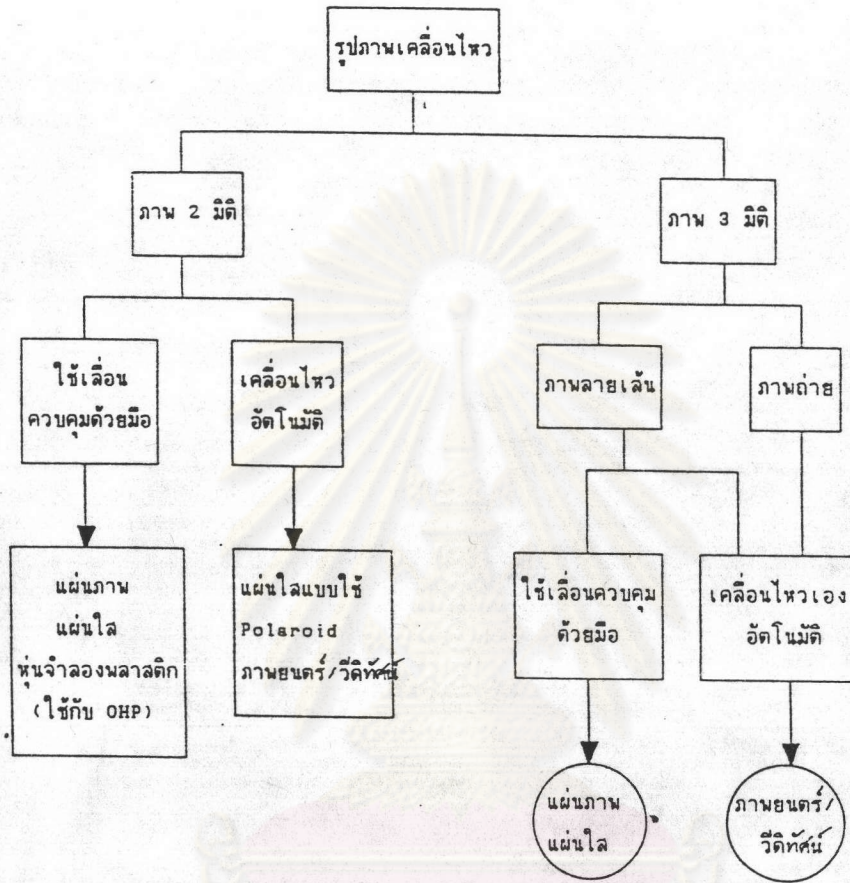 รูปภาพเคลื่อนไหว
ภาพ 2 มิติ
ภาพ 3 มิติ
ใช้เลื่อน
ควบคุมด้วยมือ
เคลื่อนไหว
อัตโนมัติ
ภาพลายเส้น
ภาพถ่าย
แผ่นภาพ
แผ่นใส
หุ่นจำลองพลาสติก
(ใช้กับ OHP)
แผ่นใสแบบใช้
Polaroid
ภาพยนตร์/วีดิทัศน์
ใช้เลื่อนควบคุม
ด้วยมือ
เคลื่อนไหวเอง
อัตโนมัติ
แผ่นภาพ
แผ่นใส
ภาพยนตร์/
วีดิทัศน์